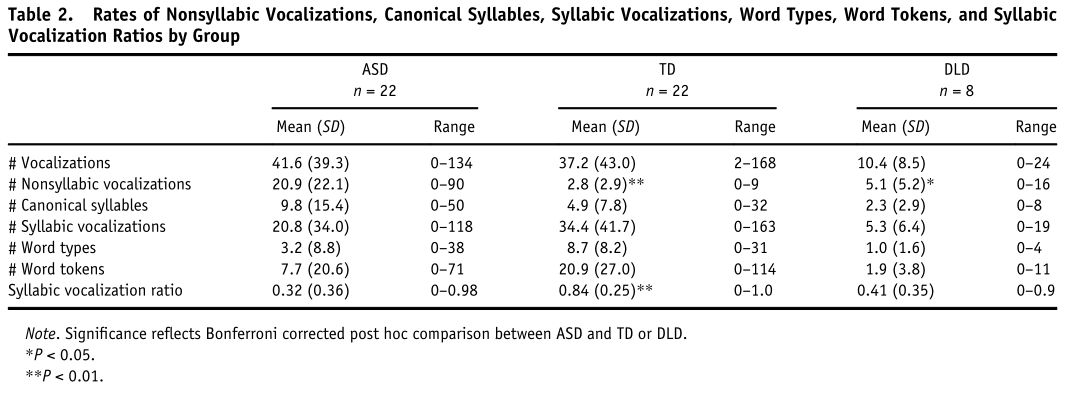 Table 2. Rates of Nonsyllabic Vocalizations, Canonical Syllables, Syllabic Vocalizations, Word Types, Word Tokens, and Syllabic
Vocalization Ratios by Group
ASD TD DLD
n = 22 n = 22 n = 8
Mean (SD) Range Mean (SD) Range Mean (SD) Range
# Vocalizations 41.6 (39.3) 0–134 37.2 (43.0) 2–168 10.4 (8.5) 0–24
# Nonsyllabic vocalizations 20.9 (22.1) 0–90 2.8 (2.9)** 0–9 5.1 (5.2)* 0–16
# Canonical syllables 9.8 (15.4) 0–50 4.9 (7.8) 0–32 2.3 (2.9) 0–8
# Syllabic vocalizations 20.8 (34.0) 0–118 34.4 (41.7) 0–163 5.3 (6.4) 0–19
# Word types 3.2 (8.8) 0–38 8.7 (8.2) 0–31 1.0 (1.6) 0–4
# Word tokens 7.7 (20.6) 0–71 20.9 (27.0) 0–114 1.9 (3.8) 0–11
Syllabic vocalization ratio 0.32 (0.36) 0–0.98 0.84 (0.25)** 0–1.0 0.41 (0.35) 0–0.9
Note. Significance reflects Bonferroni corrected post hoc comparison between ASD and TD or DLD.
*P < 0.05.
**P < 0.01.